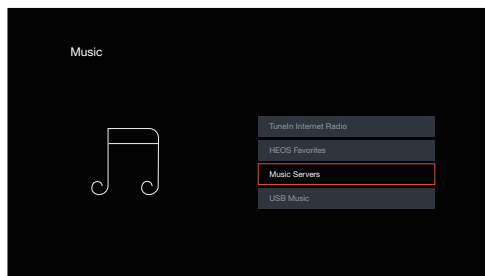 Music
TuneIn Internet Radio
HEOS Favorites
Music Servers
USB Music